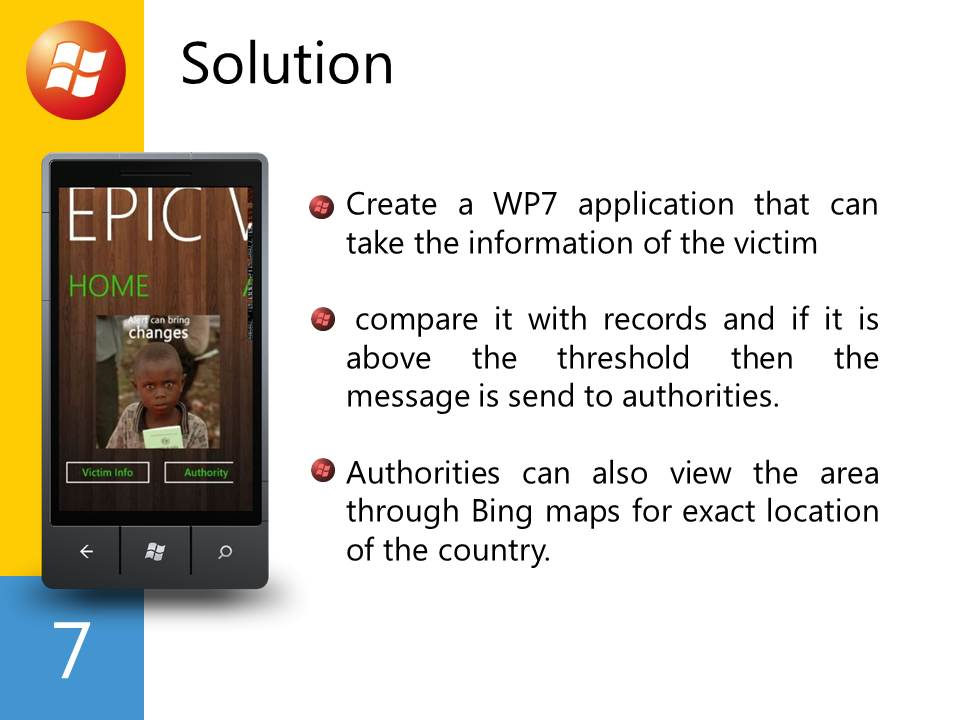 Solution
EPIC
HOME
Alert can bring
changes
Victim Info
Authority
Create a WP7 application that can
take the information of the victim
compare it with records and if it is
above the threshold then the
message is send to authorities.
Authorities can also view the area
through Bing maps for exact location
of the country.
7